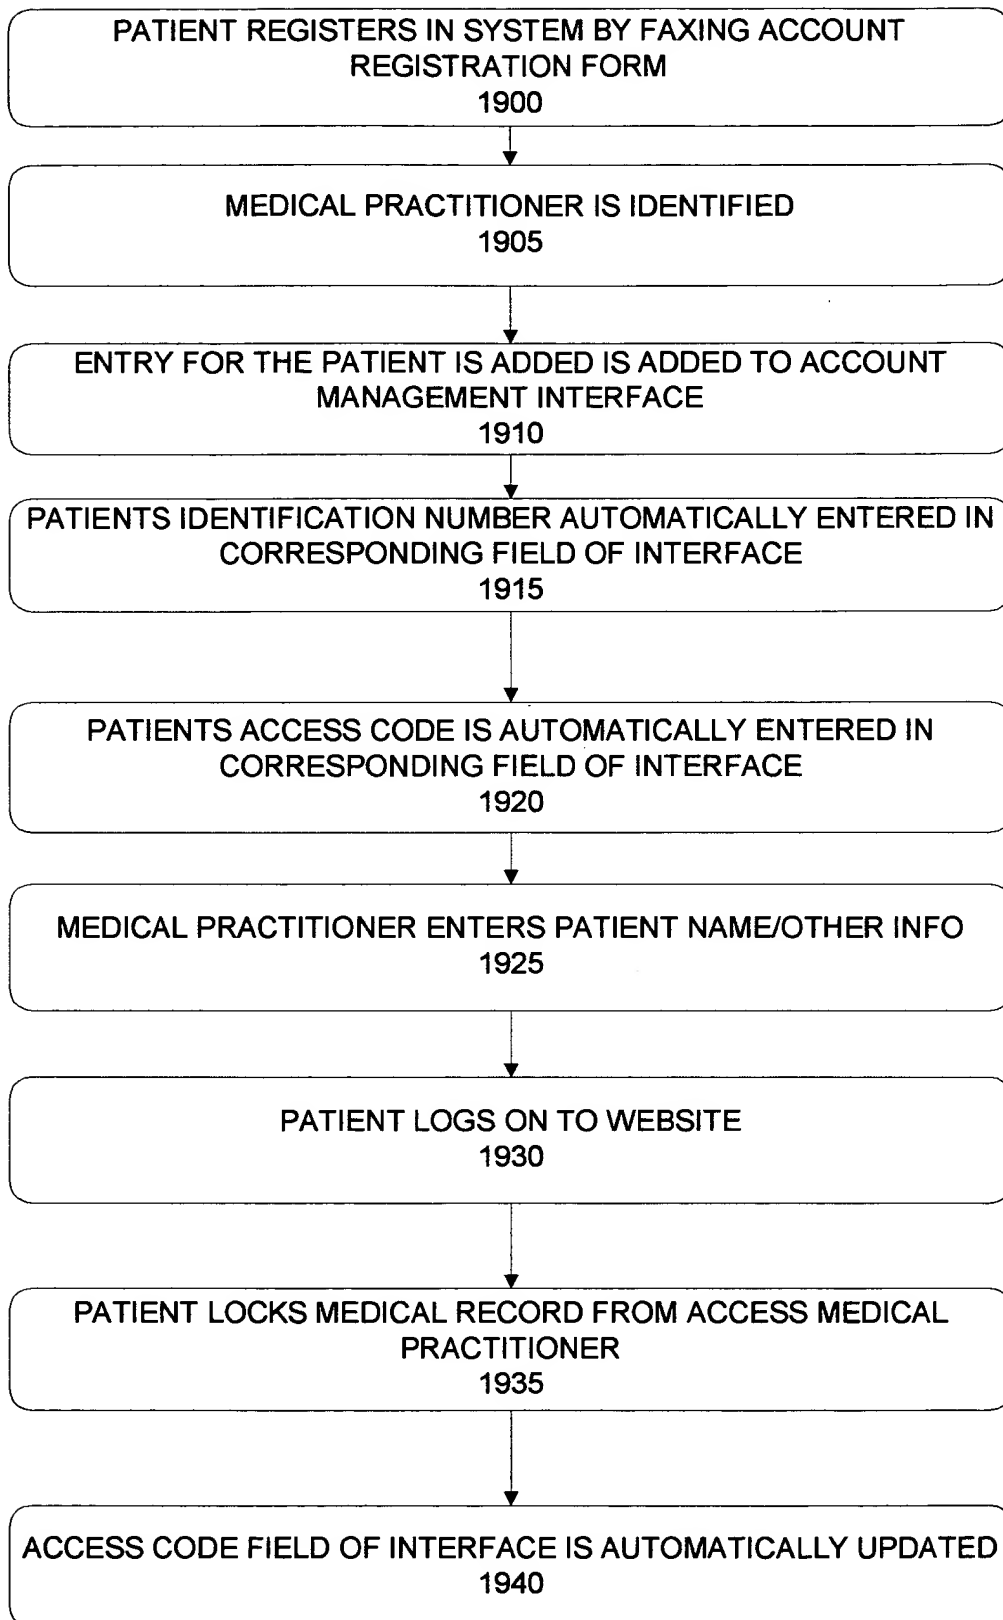 PATIENT REGISTERS IN SYSTEM BY FAXING ACCOUNT
REGISTRATION FORM
1900
MEDICAL PRACTITIONER IS IDENTIFIED
1905
ENTRY FOR THE PATIENT IS ADDED IS ADDED TO ACCOUNT
MANAGEMENT INTERFACE
1910
PATIENTS IDENTIFICATION NUMBER AUTOMATICALLY ENTERED IN
CORRESPONDING FIELD OF INTERFACE
1915
PATIENTS ACCESS CODE IS AUTOMATICALLY ENTERED IN
CORRESPONDING FIELD OF INTERFACE
1920
MEDICAL PRACTITIONER ENTERS PATIENT NAME/OTHER INFO
1925
PATIENT LOGS ON TO WEBSITE
1930
PATIENT LOCKS MEDICAL RECORD FROM ACCESS MEDICAL
PRACTITIONER
1935
ACCESS CODE FIELD OF INTERFACE IS AUTOMATICALLY UPDATED
1940